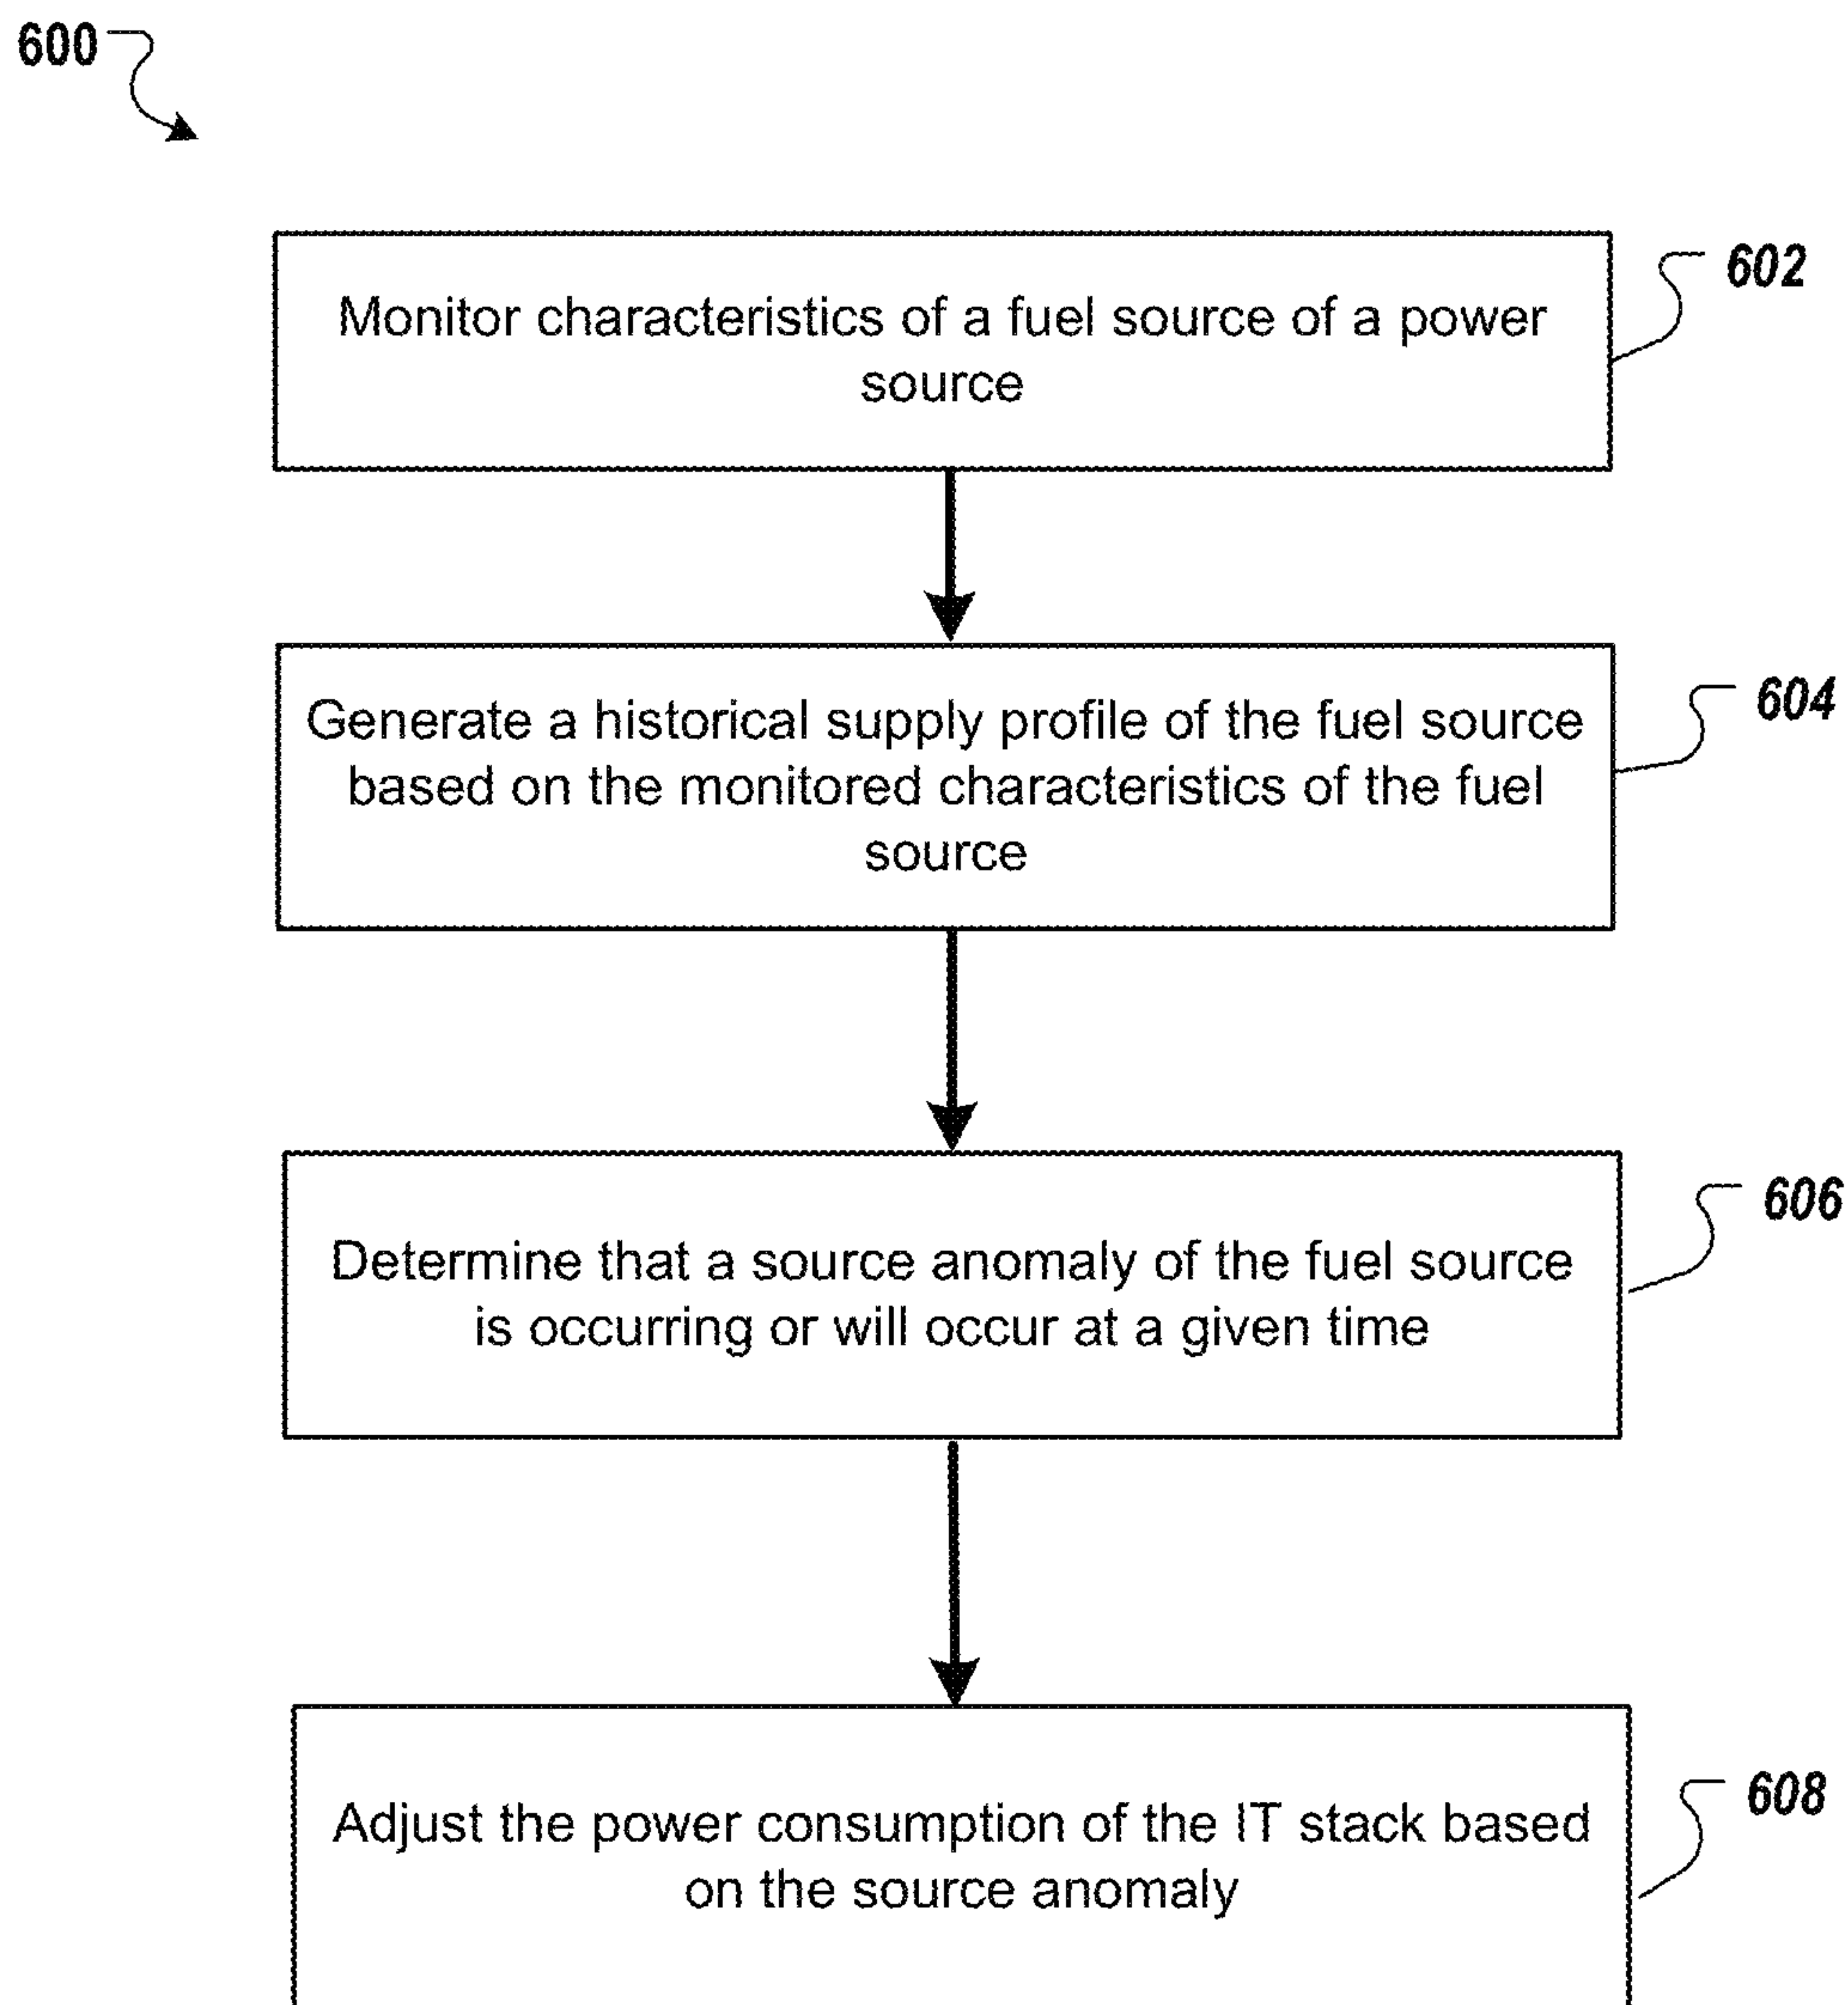 600
602
Monitor characteristics of a fuel source of a power
source
604
Generate a historical supply profile of the fuel source
based on the monitored characteristics of the fuel
source
606
Determine that a source anomaly of the fuel source
is occurring or will occur at a given time
608
Adjust the power consumption of the IT stack based
on the source anomaly